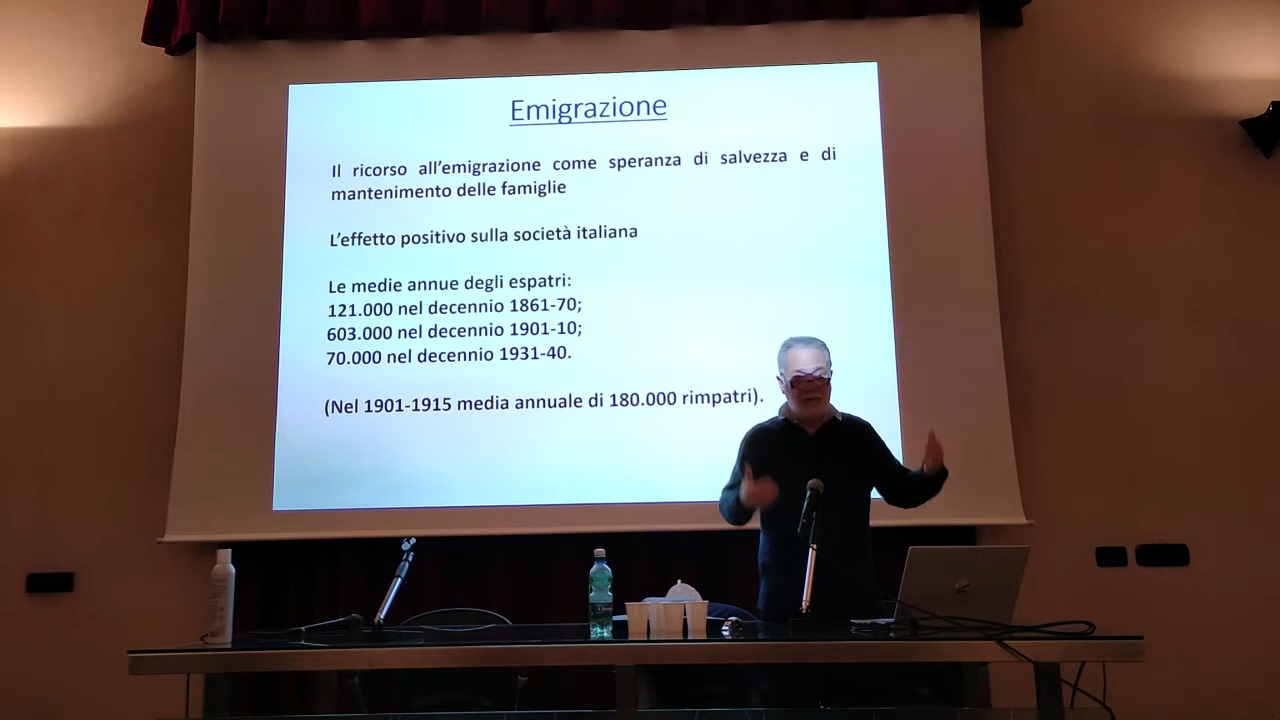 Emigrazione
Il ricorso all'emigrazione come speranza di salvezza e di
mantenimento delle famiglie
L'effetto positivo sulla società italiana
Le medie annue degli espatri:
121.000 nel decennio 1861-70;
603.000 nel decennio 1901-10;
70.000 nel decennio 1931-40.
(Nel 1901-1915 media annuale di 180.000 rimpatri).